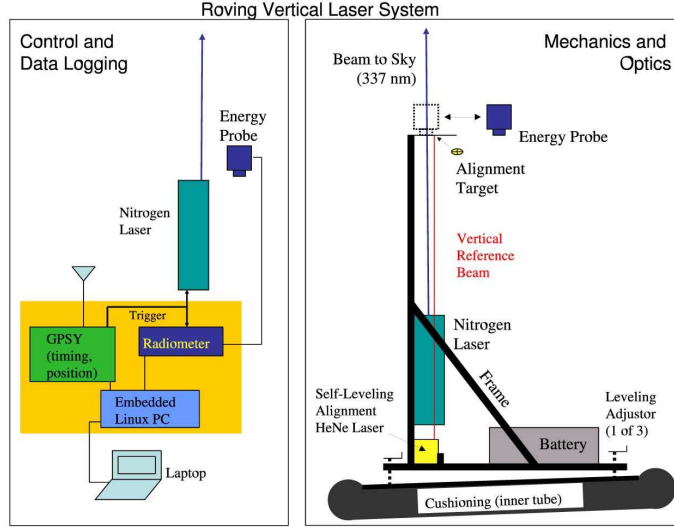 Roving Vertical Laser System
Control and
Data Logging
Energy
Probe
Nitrogen
Laser
Trigger
GPSY
(timing,
position)
Radiometer
Embedded
Linux PC
Laptop
Mechanics and
Optics
Beam to Sky
(337 nm)
Energy Probe
Alignment
Target
Vertical
Reference
Beam
Nitrogen
Laser
Frame
Self-Leveling
Alignment
HeNe Laser
Leveling
Adjustor
(1 of 3)
Battery
Cushioning (inner tube)